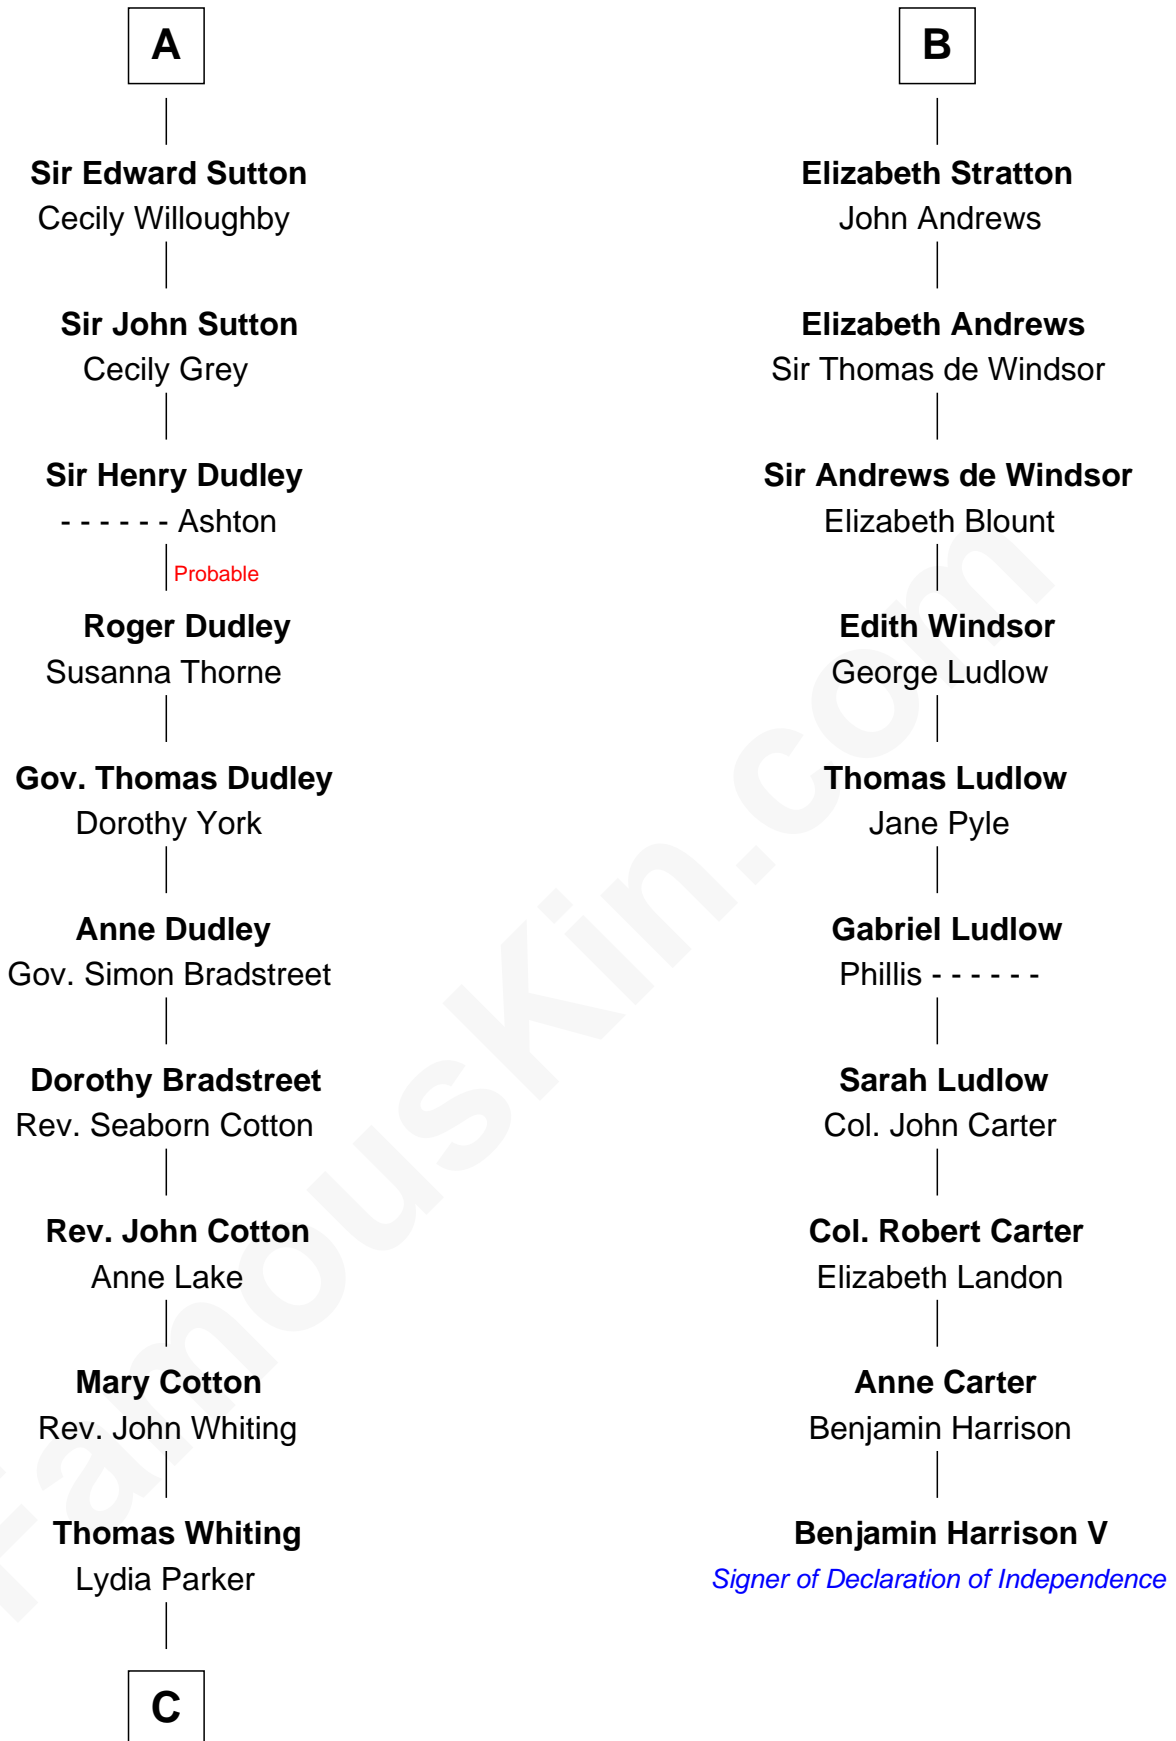 A
Sir Edward Sutton
Cecily Willoughby
Sir John Sutton
Cecily Grey
Sir Henry Dudley
- - - - - - Ashton
Probable
Roger Dudley
Susanna Thorne
Gov. Thomas Dudley
Dorothy York
Anne Dudley
Gov. Simon Bradstreet
Dorothy Bradstreet
Rev. Seaborn Cotton
Rev. John Cotton
Anne Lake
Mary Cotton
Rev. John Whiting
Thomas Whiting
Lydia Parker
C
B
Elizabeth Stratton
John Andrews
Elizabeth Andrews
Sir Thomas de Windsor
Sir Andrews de Windsor
Elizabeth Blount
Edith Windsor
George Ludlow
Thomas Ludlow
Jane Pyle
Gabriel Ludlow
Phillis - - - - - -
Sarah Ludlow
Col. John Carter
Col. Robert Carter
Elizabeth Landon
Anne Carter
Benjamin Harrison
Benjamin Harrison V
Signer of Declaration of Independence
FamousKin.com